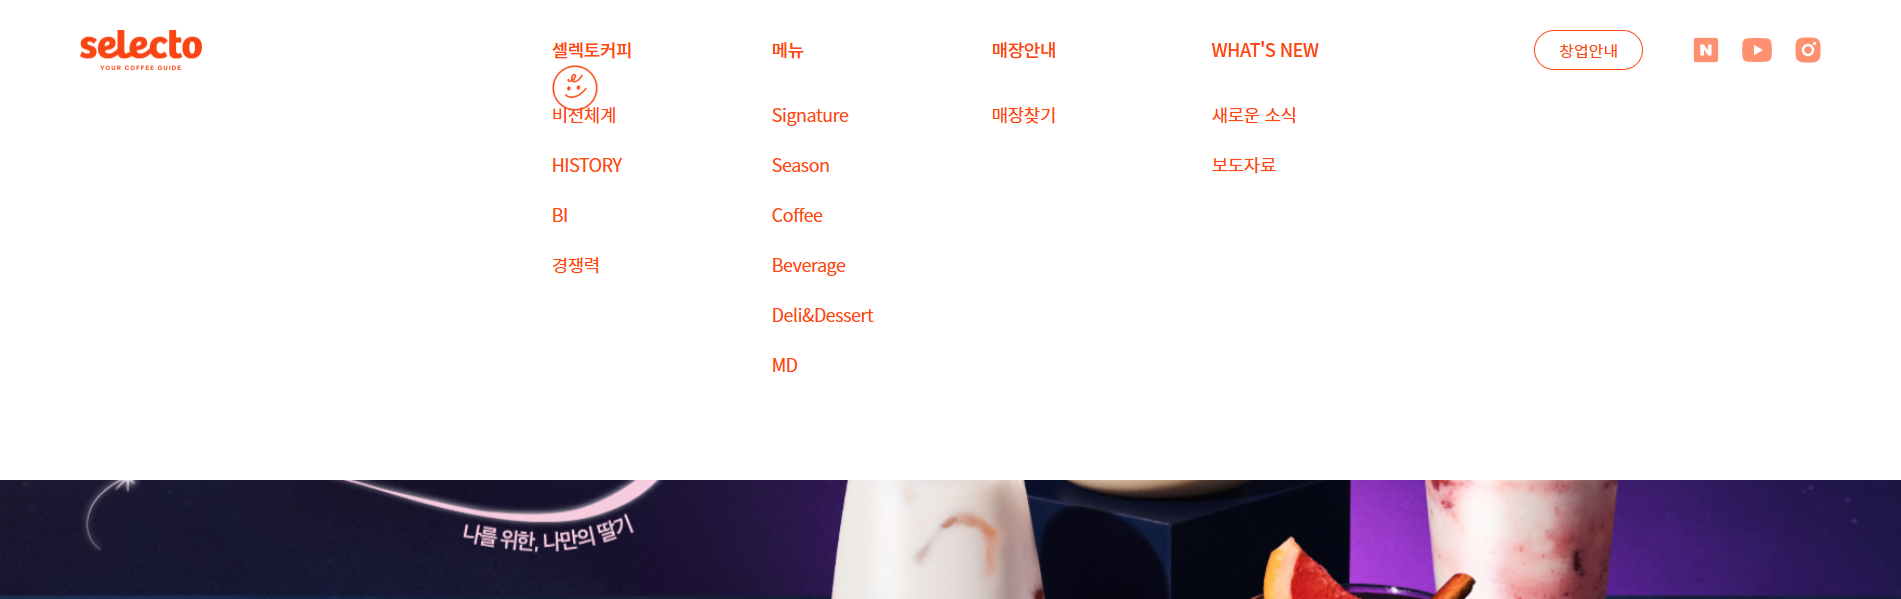 selecto
YOUR COFFEE GUIDE
셀렉토커피
메뉴
매장안내
WHAT'S NEW
창업안내
비전체계
Signature
매장찾기
새로운 소식
HISTORY
Season
보도자료
BI
Coffee
경쟁력
Beverage
Deli&Dessert
MD
나를 위한, 나만의 딸기